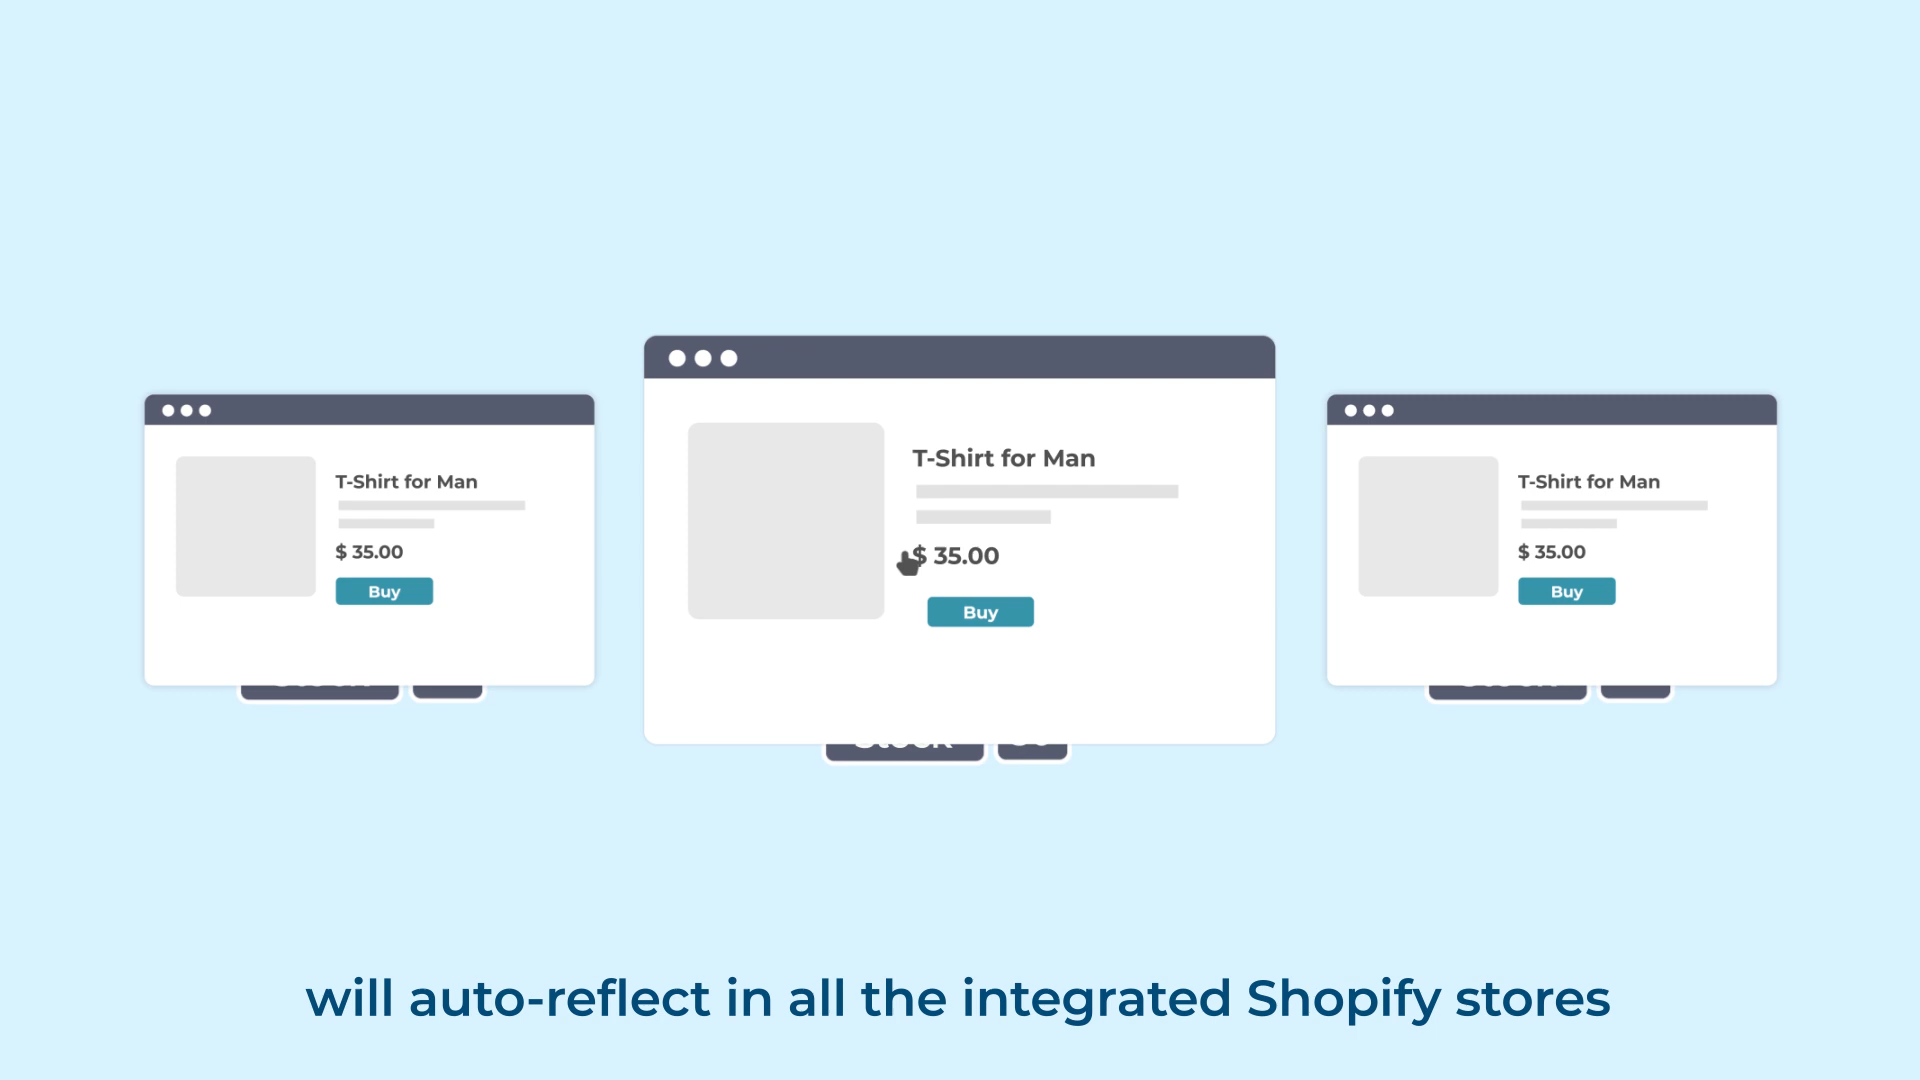 T-Shirt for Man
$ 35.00
Buy
T-Shirt for Man
$ 35.00
Buy
T-Shirt for Man
$ 35.00
Buy
will auto-reflect in all the integrated Shopify stores